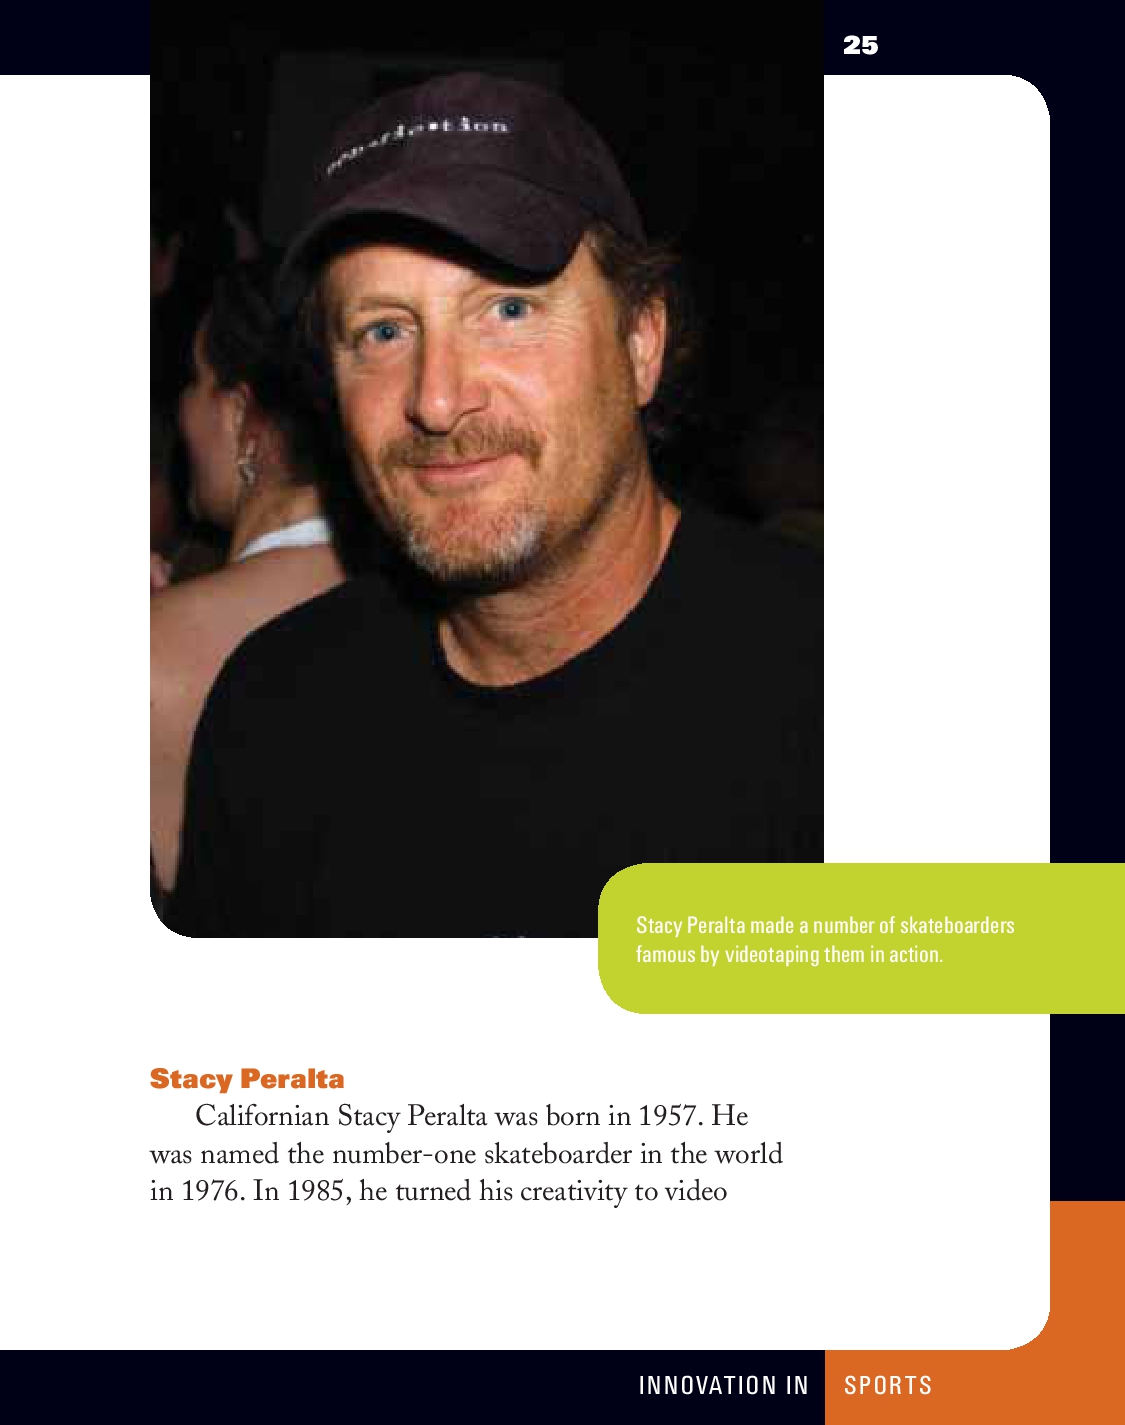 25
Stacy Peralta made a number of skateboarders
famous by videotaping them in action.
Stacy Peralta
Californian Stacy Peralta was born in 1957. He
was named the number-one skateboarder in the world
in 1976. In 1985, he turned his creativity to video
INNOVATION IN SPORTS